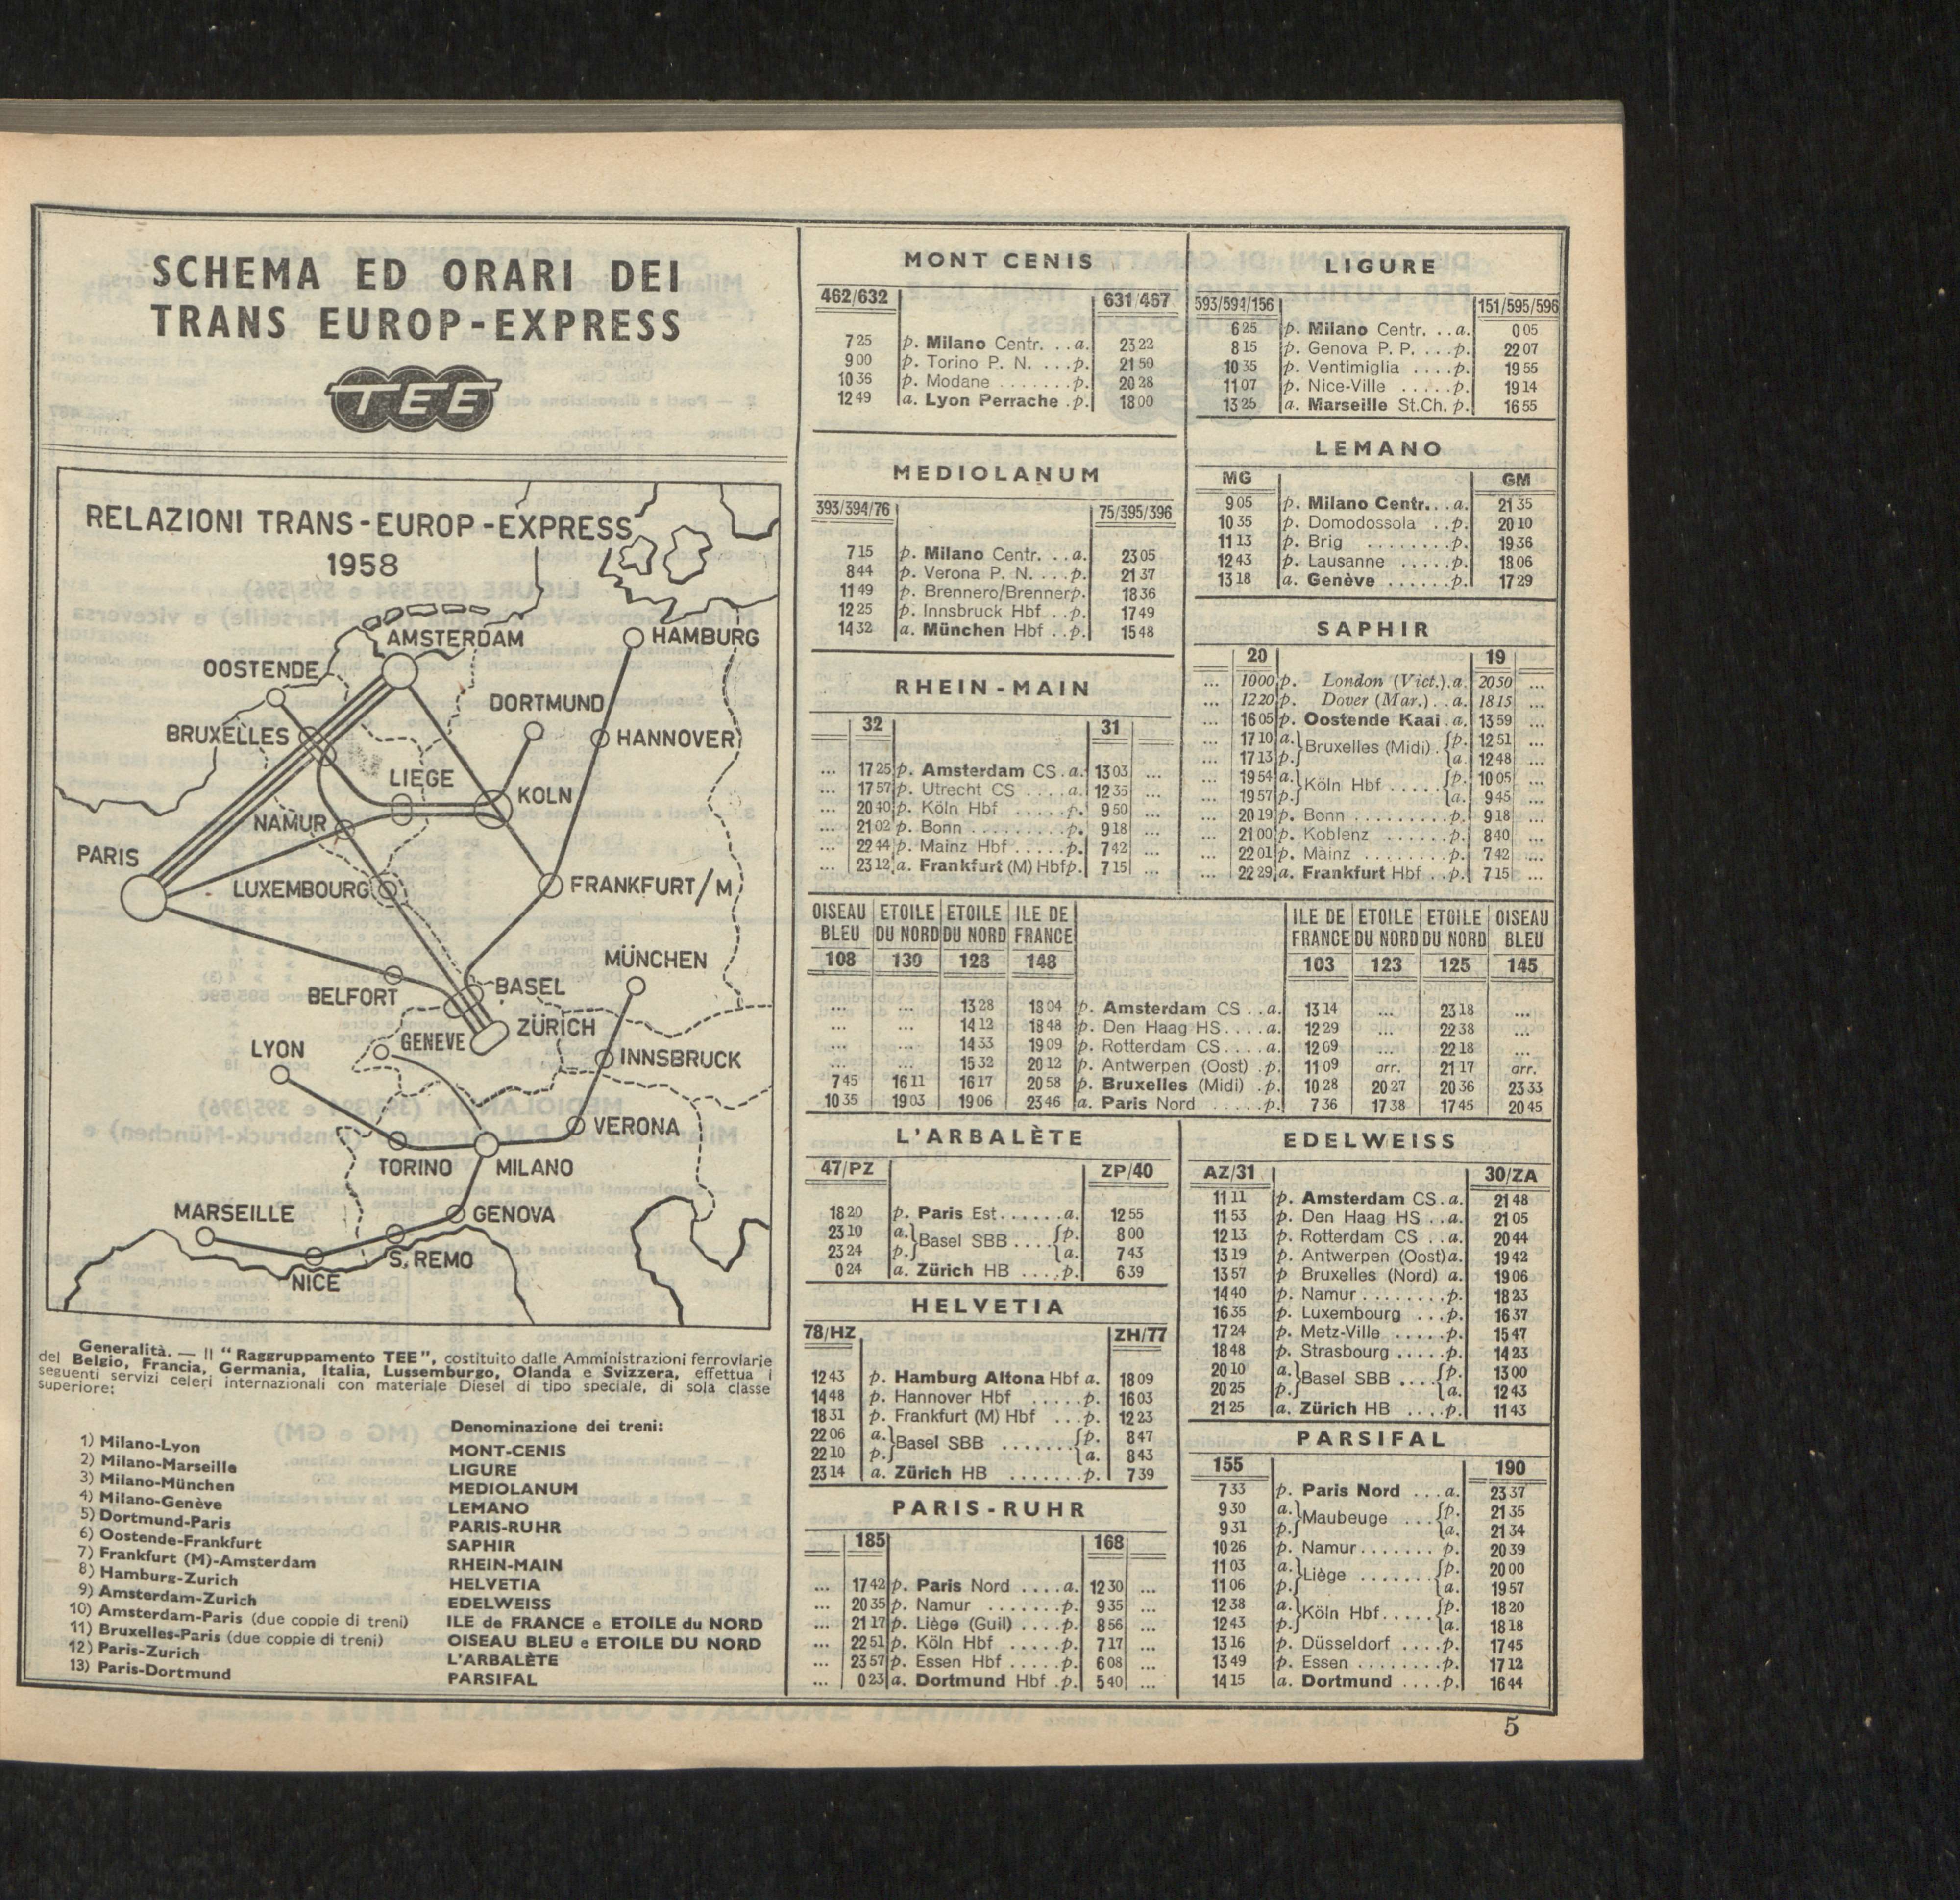 SCHEMA ED ORARI DEI
TRANS EUROP-EXPRESS
TEE
RELAZIONI TRANS-EUROP-EXPRESS
1958
AMSTERDAM
HAMBURG
OOSTENDE
DORTMUND
BRUXELLES
HANNOVER
LIEGE
KOLN
NAMUR
PARIS
LUXEMBOURG
FRANKFURT/M
MÜNCHEN
BASEL
BELFORT
ZÜRICH
GENEVE
LYON
INNSBRUCK
VERONA
TORINO
MILANO
MARSEILLE
GENOVA
S. REMO
NICE
Generalità. — Il “Raggruppamento TEE”, costituito dalle Amministrazioni ferroviarie
del Belgio, Francia, Germania, Italia, Lussemburgo, Olanda e Svizzera, effettua i
seguenti servizi celeri internazionali con materiale Diesel di tipo speciale, di sola classe
superiore:
Denominazione dei treni:
1) Milano-Lyon MONT-CENIS
2) Milano-Marseille LIGURE
3) Milano-München MEDIOLANUM
4) Milano-Genève LEMANO
5) Dortmund-Paris PARIS-RUHR
6) Oostende-Frankfurt SAPHIR
7) Frankfurt (M)-Amsterdam RHEIN-MAIN
8) Hamburg-Zurich HELVETIA
9) Amsterdam-Zurich EDELWEISS
10) Amsterdam-Paris (due coppie di treni) ILE de FRANCE e ETOILE du NORD
11) Bruxelles-Paris (due coppie di treni) OISEAU BLEU e ETOILE DU NORD
12) Paris-Zurich L'ARBALÈTE
13) Paris-Dortmund PARSIFAL
MONT CENIS
462/632 631/467
7 25 p. Milano Centr. . . a. 23 22
9 00 p. Torino P. N. . . . p. 21 50
10 36 p. Modane . . . . . . . p. 20 28
12 49 a. Lyon Perrache . p. 18 00
LIGURE
593/594/156 151/595/596
6 25 p. Milano Centr. . . a. 0 05
8 15 p. Genova P. P. . . . p. 22 07
10 35 p. Ventimiglia . . . . p. 19 55
11 07 p. Nice-Ville . . . . . p. 19 14
13 25 a. Marseille St.Ch. p. 16 55
MEDIOLANUM
393/394/76 75/395/396
7 15 p. Milano Centr. . . a. 23 05
8 44 p. Verona P. N. . . . p. 21 37
11 49 p. Brennero/Brenner p. 18 36
12 25 p. Innsbruck Hbf . . p. 17 49
14 32 a. München Hbf . . p. 15 48
LEMANO
MG GM
9 05 p. Milano Centr. . . a. 21 35
10 35 p. Domodossola . . p. 20 10
11 13 p. Brig . . . . . . . . p. 19 36
12 43 p. Lausanne . . . . . p. 18 06
13 18 a. Genève . . . . . . p. 17 29
RHEIN-MAIN
32 31
... 17 25 p. Amsterdam CS . a. 13 03 ...
... 17 57 p. Utrecht CS . . . . a. 12 35 ...
... 20 40 p. Köln Hbf . . . . . p. 9 50 ...
... 21 02 p. Bonn . . . . . . . . . p. 9 18 ...
... 22 44 p. Mainz Hbf . . . . . p. 7 42 ...
... 23 12 a. Frankfurt (M) Hbf p. 7 15 ...
SAPHIR
20 19
... 10 00 p. London (Vict.) . a. 20 50 ...
... 12 20 p. Dover (Mar.) . . a. 18 15 ...
... 16 05 p. Oostende Kaai . a. 13 59 ...
... 17 10 a. Bruxelles (Midi) . p. 12 51 ...
... 17 13 p. a. 12 48 ...
... 19 54 a. Köln Hbf . . . . . p. 10 05 ...
... 19 57 p. a. 9 45 ...
... 20 19 p. Bonn . . . . . . . . . p. 9 18 ...
... 21 00 p. Koblenz . . . . . . p. 8 40 ...
... 22 01 p. Màinz . . . . . . . . p. 7 42 ...
... 22 29 a. Frankfurt Hbf . . p. 7 15 ...
OISEAU BLEU ETOILE DU NORD ETOILE DU NORD ILE DE FRANCE ILE DE FRANCE ETOILE DU NORD ETOILE DU NORD OISEAU BLEU
108 130 128 148 103 123 125 145
... ... 13 28 18 04 p. Amsterdam CS . . a. 13 14 ... 23 18 ...
... ... 14 12 18 48 p. Den Haag HS . . . . a. 12 29 ... 22 38 ...
... ... 14 33 19 09 p. Rotterdam CS . . . . a. 12 09 ... 22 18 ...
... ... 15 32 20 12 p. Antwerpen (Oost) . p. 11 09 arr. 21 17 arr.
7 45 16 11 16 17 20 58 p. Bruxelles (Midi) . p. 10 28 20 27 20 36 23 33
10 35 19 03 19 06 23 46 a. Paris Nord . . . . . p. 7 36 17 38 17 45 20 45
L'ARBALÈTE
47/PZ ZP/40
18 20 p. Paris Est . . . . . . a. 12 55
23 10 a. Basel SBB . . . . p. 8 00
23 24 p. a. 7 43
0 24 a. Zürich HB . . . . p. 6 39
EDELWEISS
AZ/31 30/ZA
11 11 p. Amsterdam CS . a. 21 48
11 53 p. Den Haag HS . . a. 21 05
12 13 p. Rotterdam CS . . a. 20 44
13 19 p. Antwerpen (Oost) a. 19 42
13 57 p Bruxelles (Nord) a. 19 06
14 40 p. Namur . . . . . . . . p. 18 23
16 35 p. Luxembourg . . . p. 16 37
17 24 p. Metz-Ville . . . . . p. 15 47
18 48 p. Strasbourg . . . . . p. 14 23
20 10 a. Basel SBB . . . . p. 13 00
20 25 p. a. 12 43
21 25 a. Zürich HB . . . . p. 11 43
HELVETIA
78/HZ ZH/77
12 43 p. Hamburg Altona Hbf a. 18 09
14 48 p. Hannover Hbf . . . . . p. 16 03
18 31 p. Frankfurt (M) Hbf . . . p. 12 23
22 06 a. Basel SBB . . . . . . . p. 8 47
22 10 p. a. 8 43
23 14 a. Zürich HB . . . . . . . p. 7 39
PARSIFAL
155 190
7 33 p. Paris Nord . . . a. 23 37
9 30 a. Maubeuge . . . p. 21 35
9 31 p. a. 21 34
10 26 p. Namur . . . . . . . p. 20 39
11 03 a. Liège . . . . . . . p. 20 00
11 06 p. a. 19 57
12 38 a. Köln Hbf . . . . . p. 18 20
12 43 p. a. 18 18
13 16 p. Düsseldorf . . . . p. 17 45
13 49 p. Essen . . . . . . . . p. 17 12
14 15 a. Dortmund . . . . p. 16 44
PARIS-RUHR
185 168
... 17 42 p. Paris Nord . . . . a. 12 30 ...
... 20 35 p. Namur . . . . . . . p. 9 35 ...
... 21 17 p. Liège (Guil) . . . . p. 8 56 ...
... 22 51 p. Köln Hbf . . . . . p. 7 17 ...
... 23 57 p. Essen Hbf . . . . . p. 6 08 ...
... 0 23 a. Dortmund Hbf . p. 5 40 ...
5